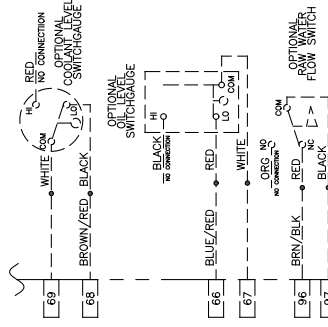 RED
NO CONNECTION
HI
COM
LO
OPTIONAL
COOLANT LEVEL
SWITCHGAUGE
WHITE
BLACK
BROWN/RED
69
68
OPTIONAL
OIL LEVEL
SWITCHGAUGE
HI
COM
LO
BLACK
NO CONNECTION
RED
WHITE
BLUE/RED
66
67
OPTIONAL
RAW WATER
FLOW SWITCH
COM
NO
NC
ORG
NO CONNECTION
RED
BLACK
BRN/BLK
96
97